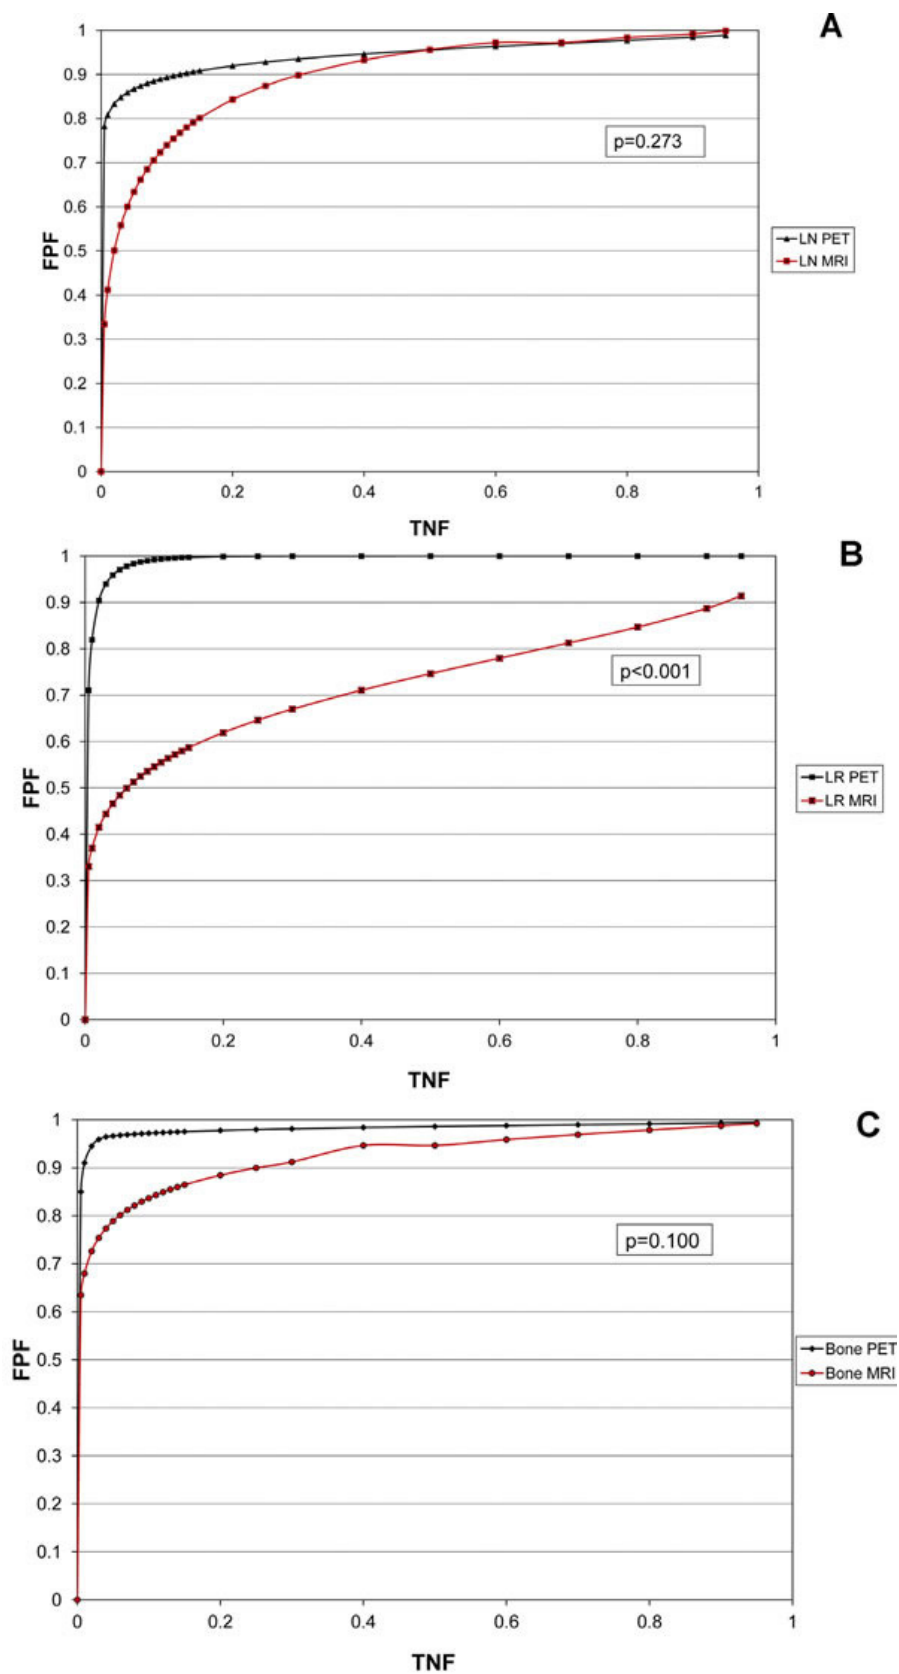 A
1
0.9
0.8
0.7
0.6
0.5
0.4
0.3
0.2
0.1
0
FPF
p=0.273
LN PET
LN MRI
0 0.2 0.4 0.6 0.8 1
TNF
B
1
0.9
0.8
0.7
0.6
0.5
0.4
0.3
0.2
0.1
0
FPF
p<0.001
LR PET
LR MRI
0 0.2 0.4 0.6 0.8 1
TNF
C
1
0.9
0.8
0.7
0.6
0.5
0.4
0.3
0.2
0.1
0
FPF
p=0.100
Bone PET
Bone MRI
0 0.2 0.4 0.6 0.8 1
TNF